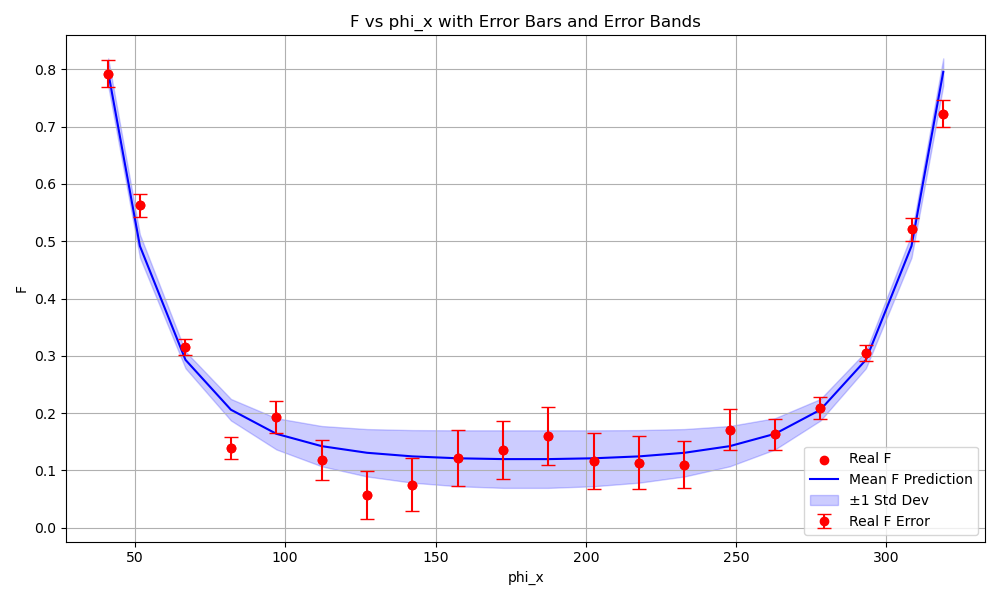 F vs phi_x with Error Bars and Error Bands
F
0.8
0.7
0.6
0.5
0.4
0.3
0.2
0.1
0.0
50
100
150
200
250
300
phi_x
Real F
Mean F Prediction
±1 Std Dev
Real F Error